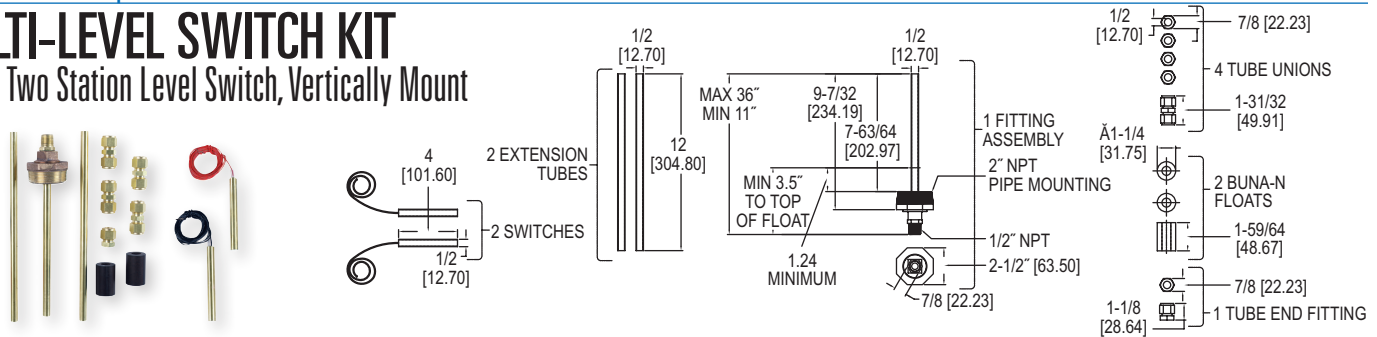 LTI-LEVEL SWITCH KIT
Two Station Level Switch, Vertically Mount
4
[101.60]
2 SWITCHES
1/2
[12.70]
2 EXTENSION
TUBES
1/2
[12.70]
12
[304.80]
MAX 36˝
MIN 11˝
MIN 3.5˝
TO TOP
OF FLOAT
1.24
MINIMUM
1/2
[12.70]
9-7/32
[234.19]
7-63/64
[202.97]
1 FITTING
ASSEMBLY
2˝ NPT
PIPE MOUNTING
1/2˝ NPT
2-1/2˝ [63.50]
7/8 [22.23]
1/2
[12.70]
7/8 [22.23]
4 TUBE UNIONS
1-31/32
[49.91]
Ă1-1/4
[31.75]
2 BUNA-N
FLOATS
1-59/64
[48.67]
7/8 [22.23]
1-1/8
[28.64]
1 TUBE END FITTING